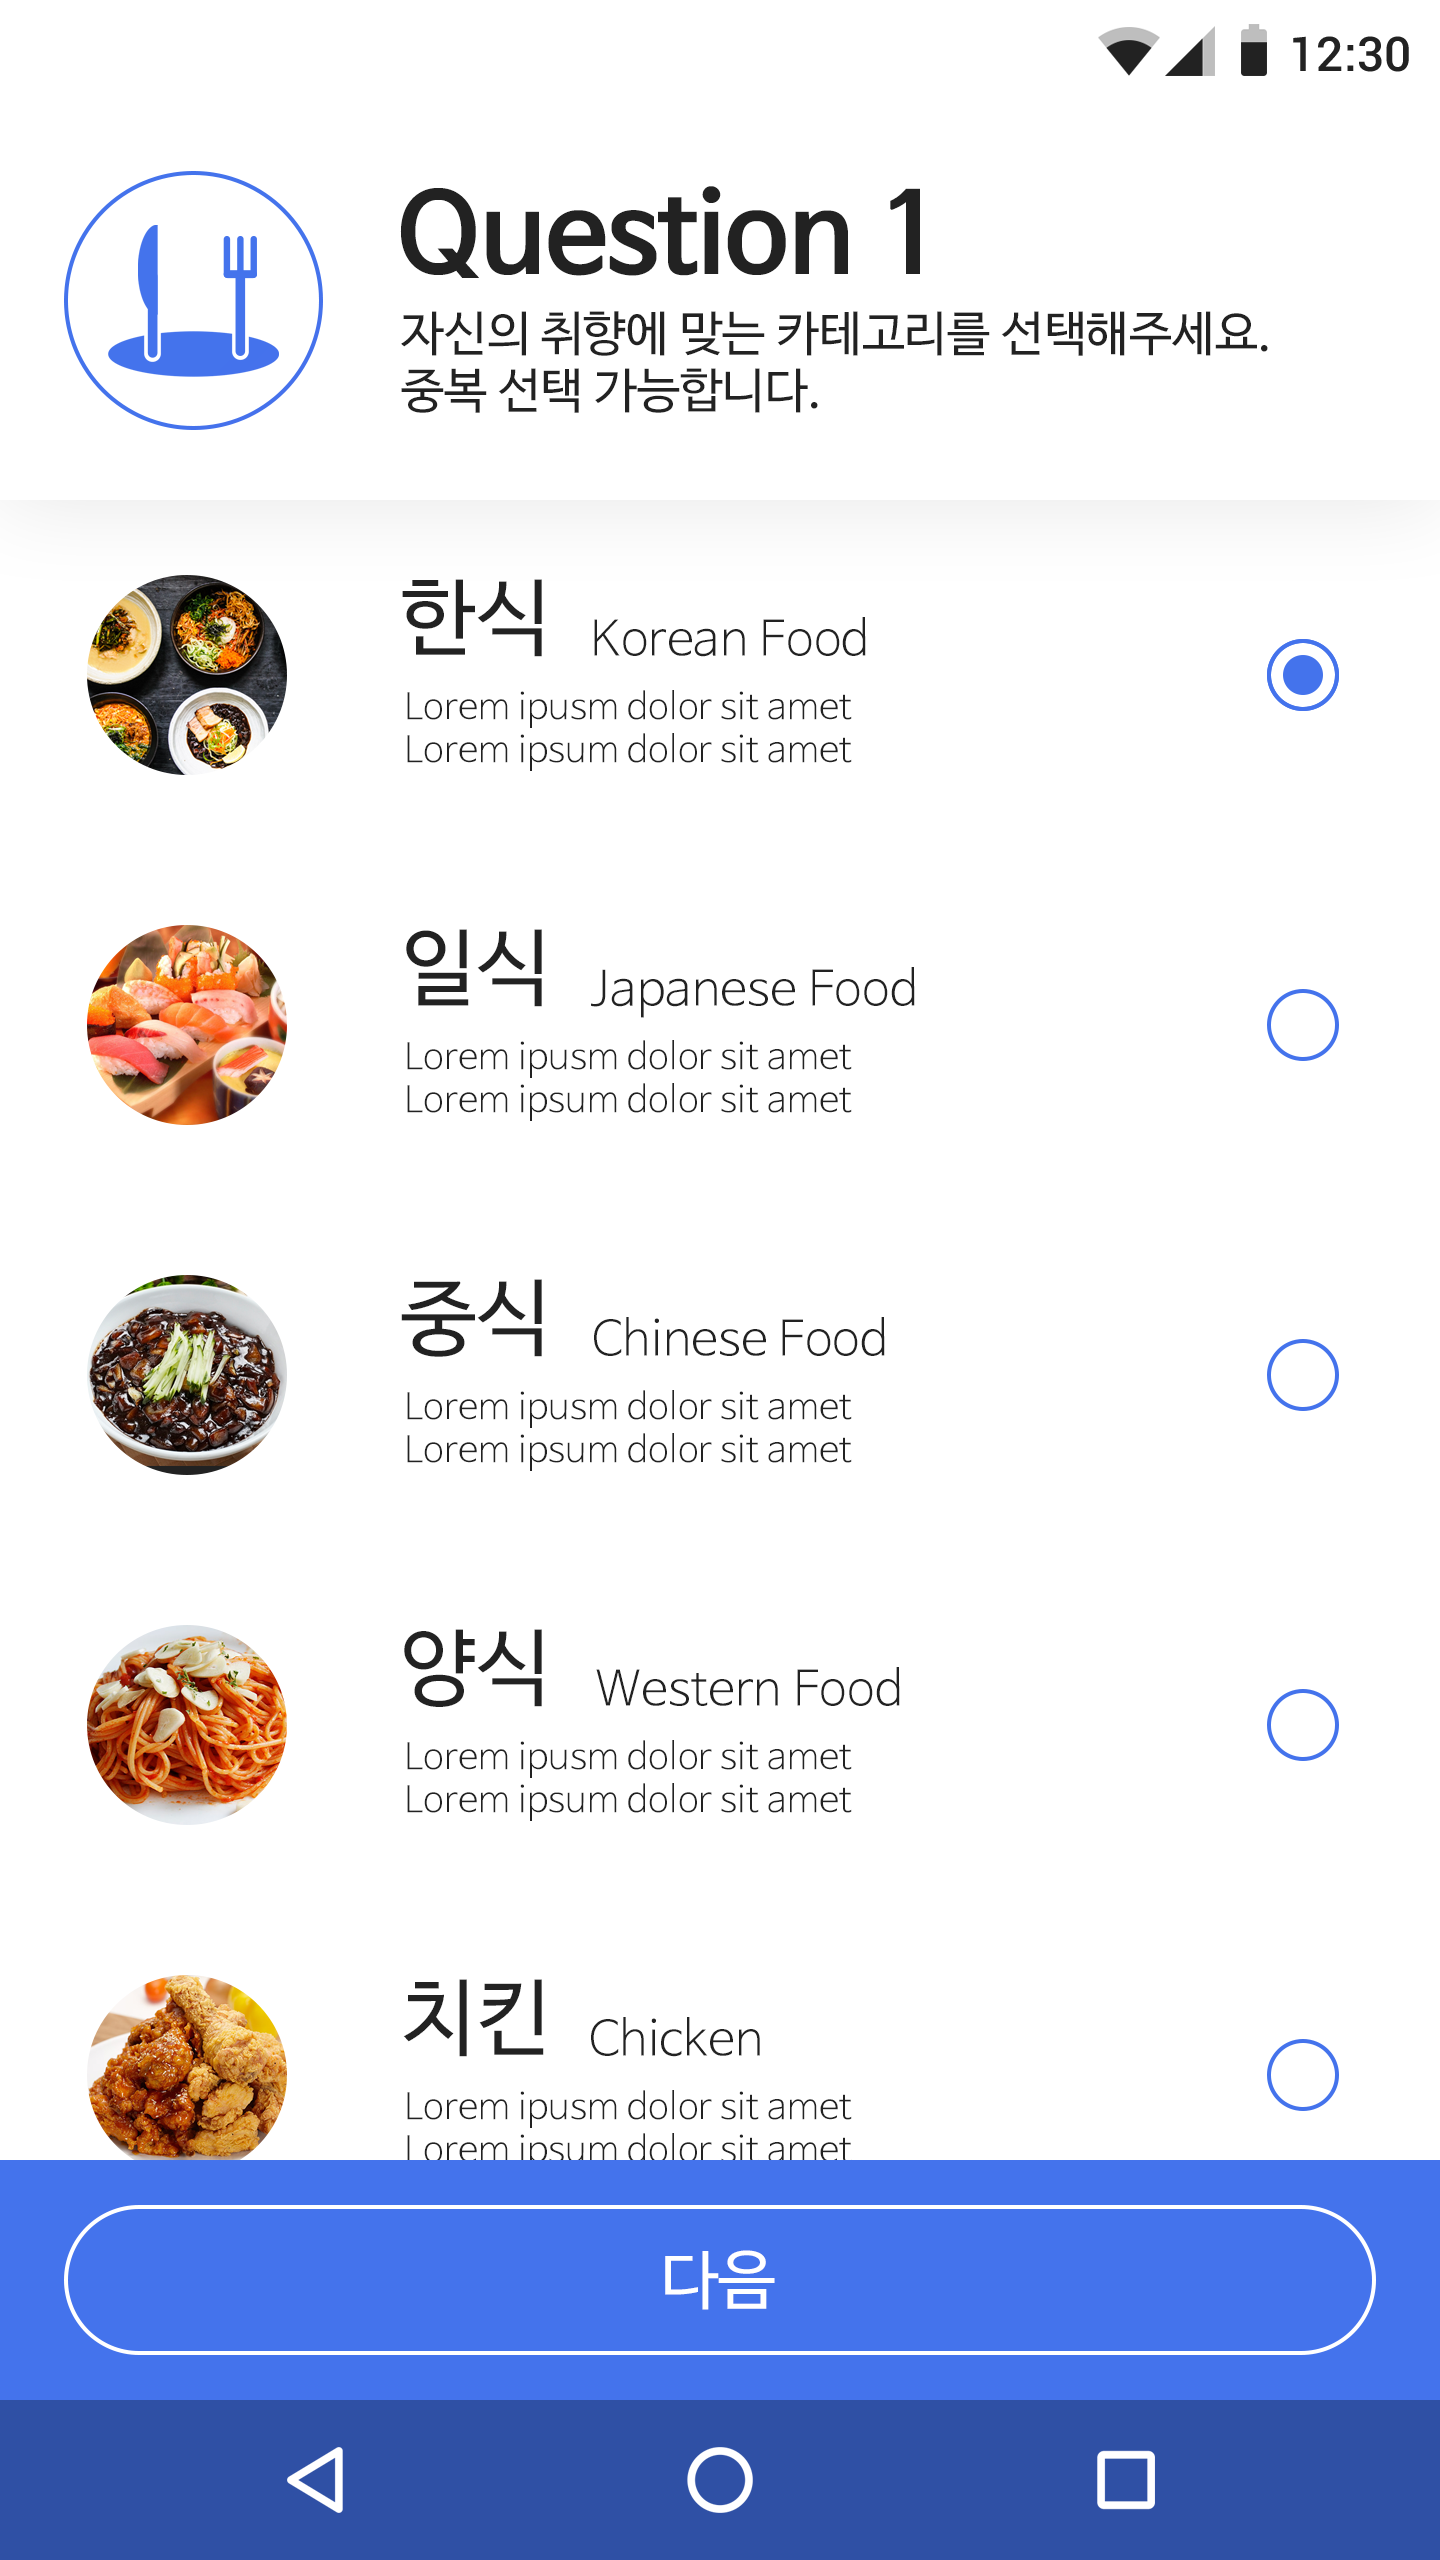 12:30
Question 1
자신의 취향에 맞는 카테고리를 선택해주세요.
중복 선택 가능합니다.
한식 Korean Food
Lorem ipusm dolor sit amet
Lorem ipsum dolor sit amet
일식 Japanese Food
Lorem ipusm dolor sit amet
Lorem ipsum dolor sit amet
중식 Chinese Food
Lorem ipusm dolor sit amet
Lorem ipsum dolor sit amet
양식 Western Food
Lorem ipusm dolor sit amet
Lorem ipsum dolor sit amet
치킨 Chicken
Lorem ipusm dolor sit amet
Lorem ipsum dolor sit amet
다음